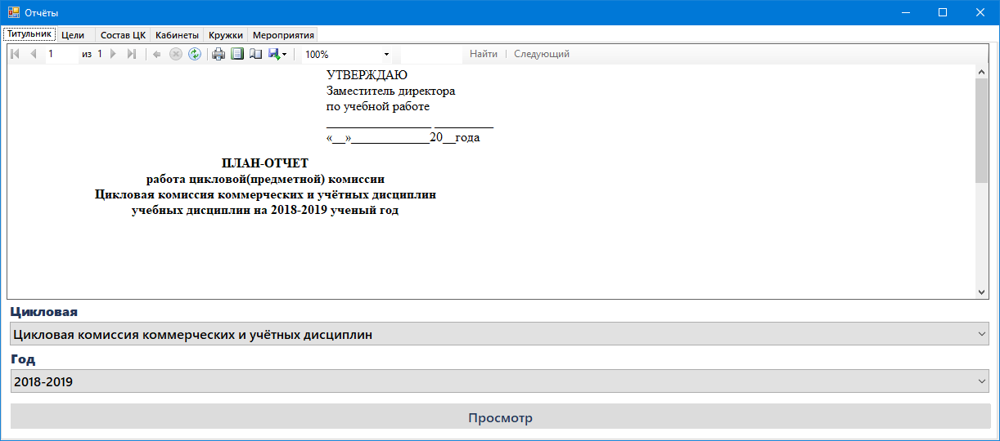 Отчёты
Титульник Цели Состав ЦК Кабинеты Кружки Мероприятия
1 из 1 100% Найти Следующий
УТВЕРЖДАЮ
Заместитель директора
по учебной работе
________________ _________
«__»____________20__года
ПЛАН-ОТЧЕТ
работа цикловой(предметной) комиссии
Цикловая комиссия коммерческих и учётных дисциплин
учебных дисциплин на 2018-2019 ученый год
Цикловая
Цикловая комиссия коммерческих и учётных дисциплин
Год
2018-2019
Просмотр